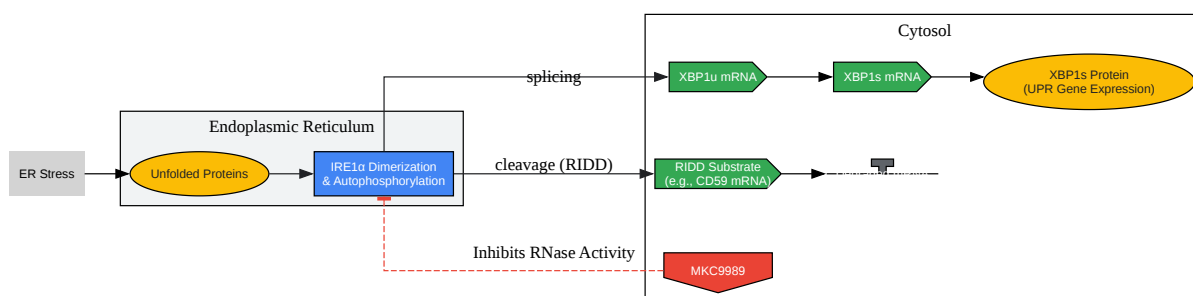 Cytosol
splicing
XBP1u mRNA
XBP1s mRNA
XBP1s Protein
(UPR Gene Expression)
Endoplasmic Reticulum
ER Stress
Unfolded Proteins
IRE1α Dimerization
& Autophosphorylation
cleavage (RIDD)
RIDD Substrate
(e.g., CD59 mRNA)
Inhibits RNase Activity
MKC9989